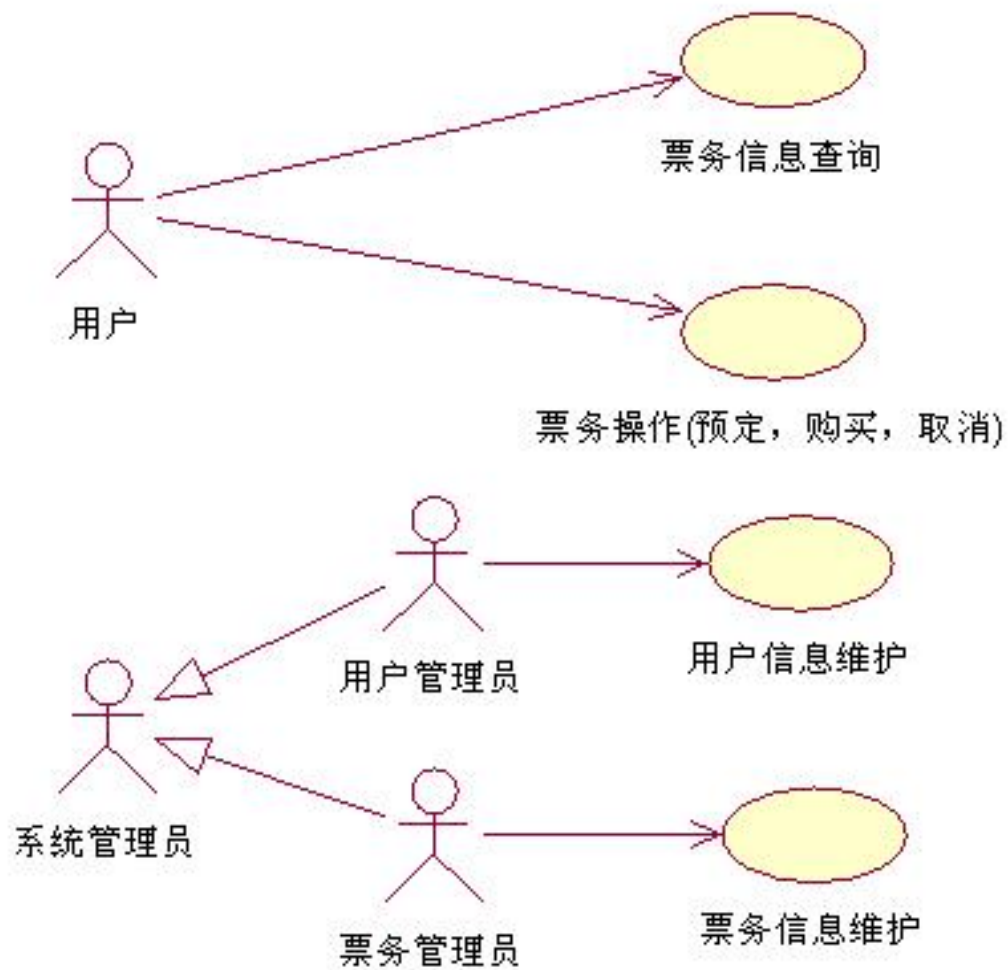 票务信息查询
用户
票务操作(预定，购买，取消)
用户管理员
用户信息维护
系统管理员
票务管理员
票务信息维护